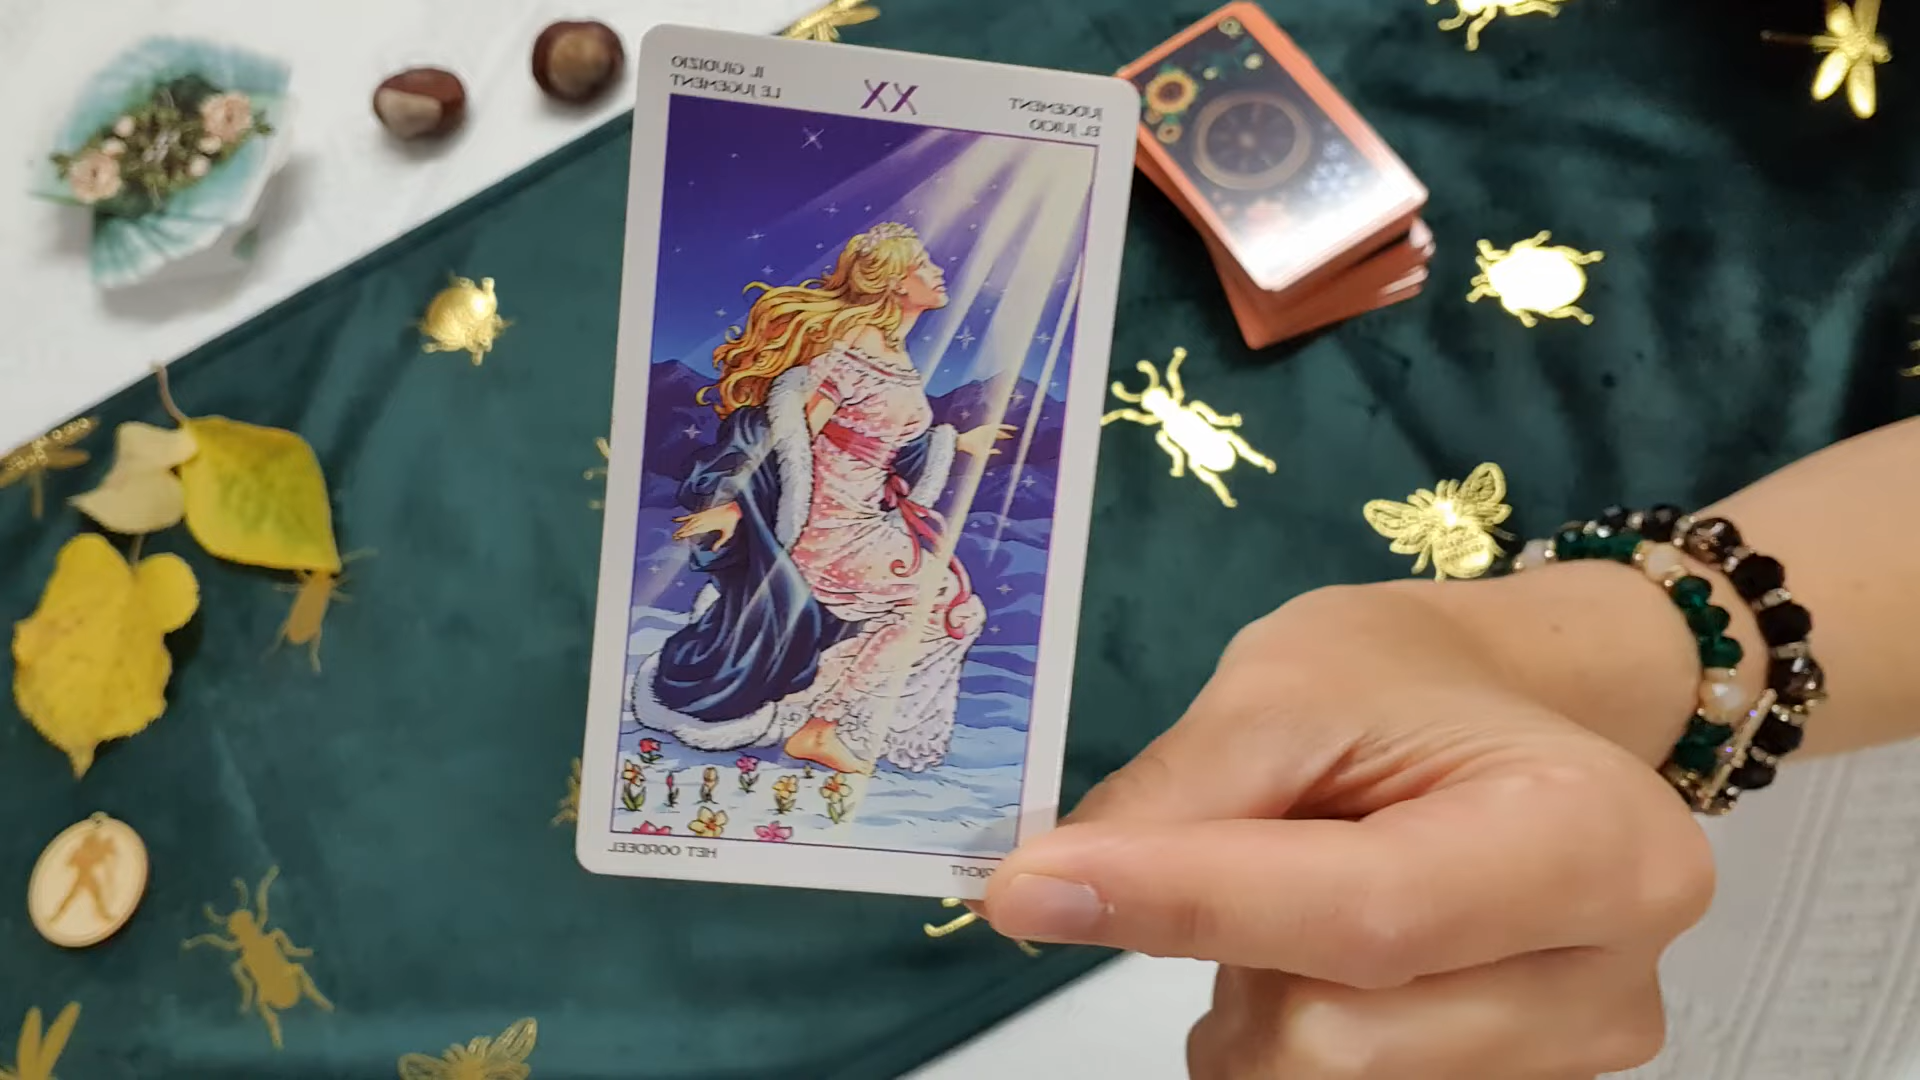 IL GIUDIZIO
LE JUGEMENT
XX
JUDGEMENT
EL JUICIO
HET OORDEEL